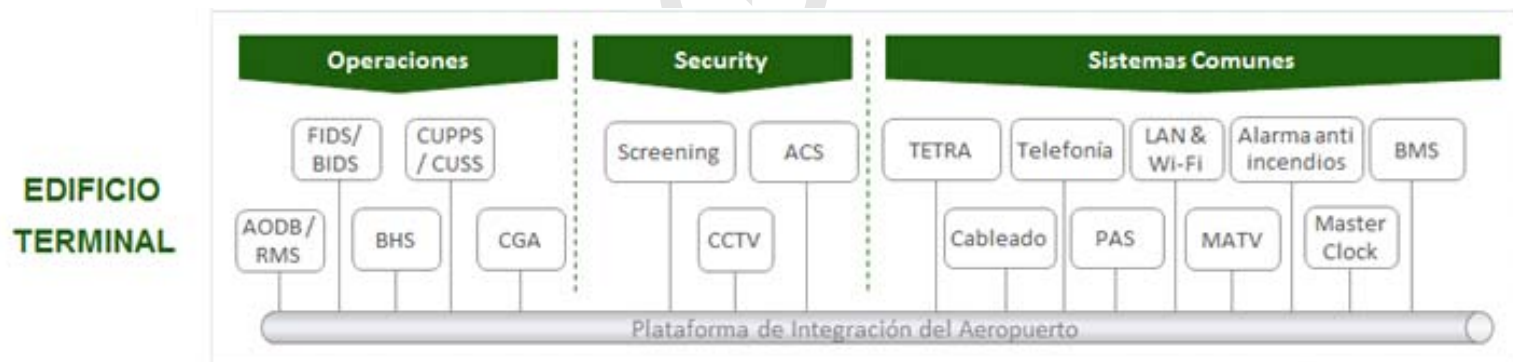 Operaciones
Security
Sistemas Comunes
EDIFICIO
TERMINAL
FIDS/
BIDS
CUPPS
/ CUSS
AODB /
RMS
BHS
CGA
Screening
ACS
CCTV
TETRA
Telefonía
LAN &
Wi-Fi
Alarma anti
incendios
BMS
Cableado
PAS
MATV
Master
Clock
Plataforma de Integración del Aeropuerto